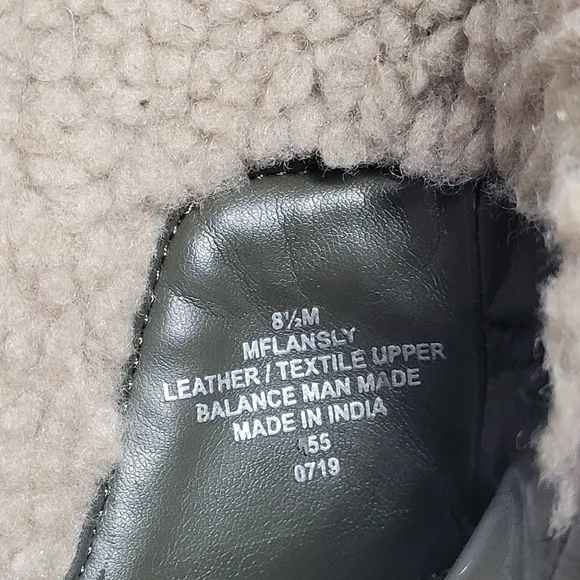 8½M
MFLANSLY
LEATHER / TEXTILE UPPER
BALANCE MAN MADE
MADE IN INDIA
155
0719